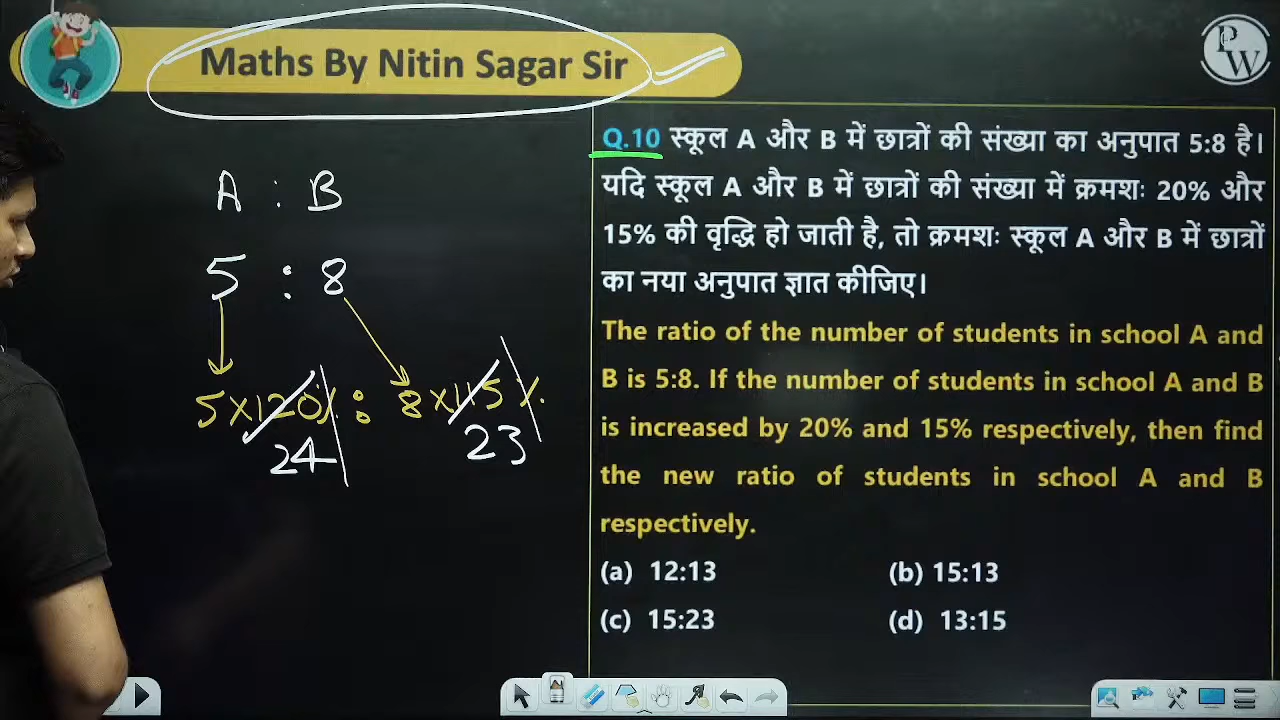 Maths By Nitin Sagar Sir
PW
A : B
5 : 8
5×120% : 8×115%
24 23
Q.10 स्कूल A और B में छात्रों की संख्या का अनुपात 5:8 है।
यदि स्कूल A और B में छात्रों की संख्या में क्रमशः 20% और
15% की वृद्धि हो जाती है, तो क्रमशः स्कूल A और B में छात्रों
का नया अनुपात ज्ञात कीजिए।
The ratio of the number of students in school A and
B is 5:8. If the number of students in school A and B
is increased by 20% and 15% respectively, then find
the new ratio of students in school A and B
respectively.
(a) 12:13 (b) 15:13
(c) 15:23 (d) 13:15